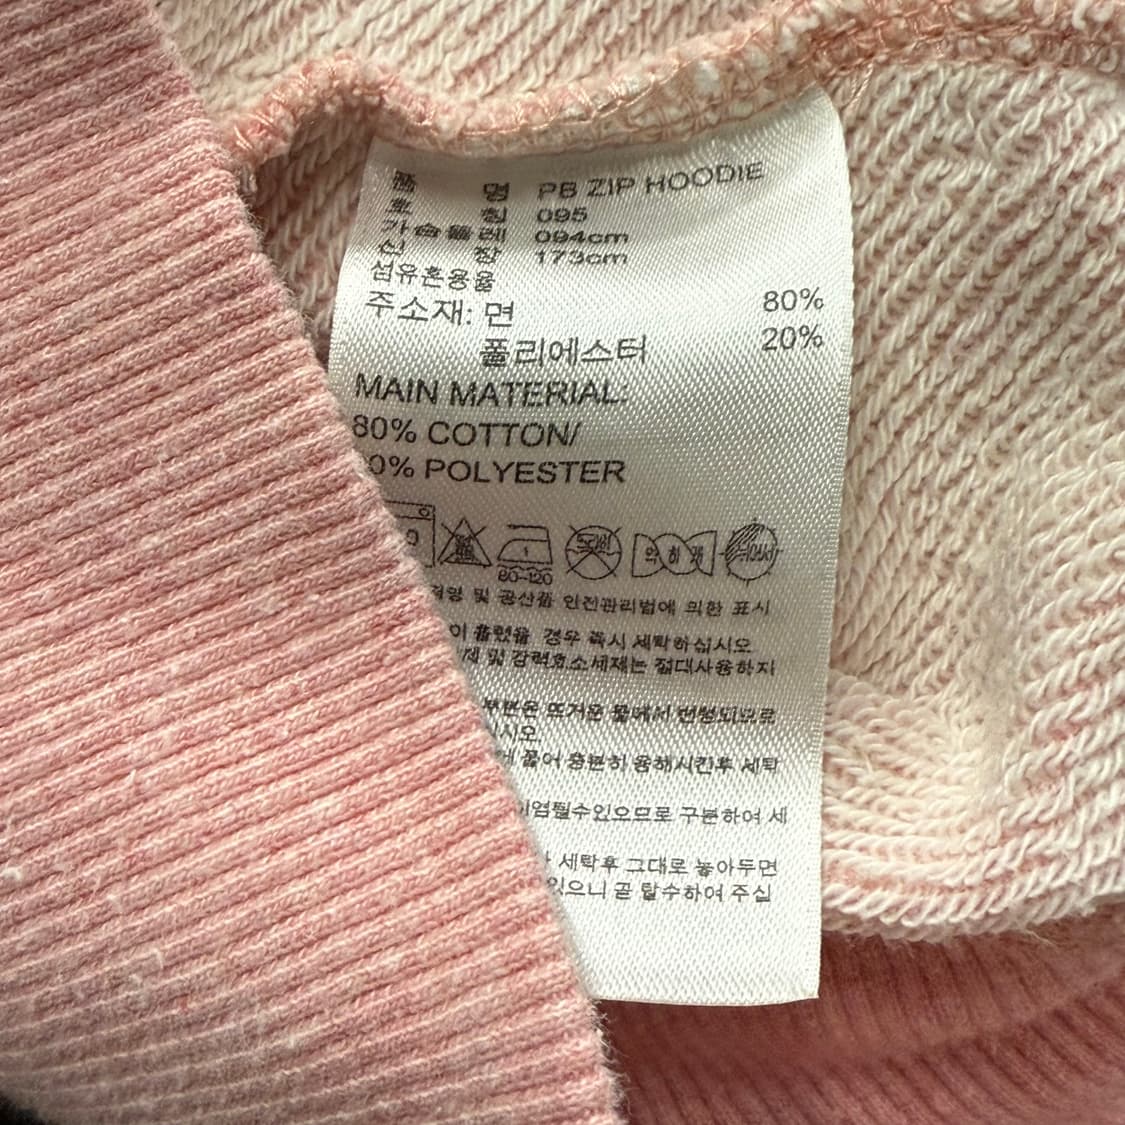 품 명 PB ZIP HOODIE
호 칭 095
가슴둘레 094cm
신 장 173cm
섬유혼용율
주소재: 면 80%
폴리에스터 20%
MAIN MATERIAL:
80% COTTON/
0% POLYESTER
약 하 게
80~120
및 공산품 안전관리법에 의한 표시
이 흘렸을 경우 즉시 세탁하십시오
및 강력효소세제는 절대사용하지
뜨거운 물에서 변형되므로
시오
풀어 충분히 용해시킨후 세탁
이염될수있으므로 구분하여 세
세탁후 그대로 놓아두면
있으니 곧 탈수하여 주십